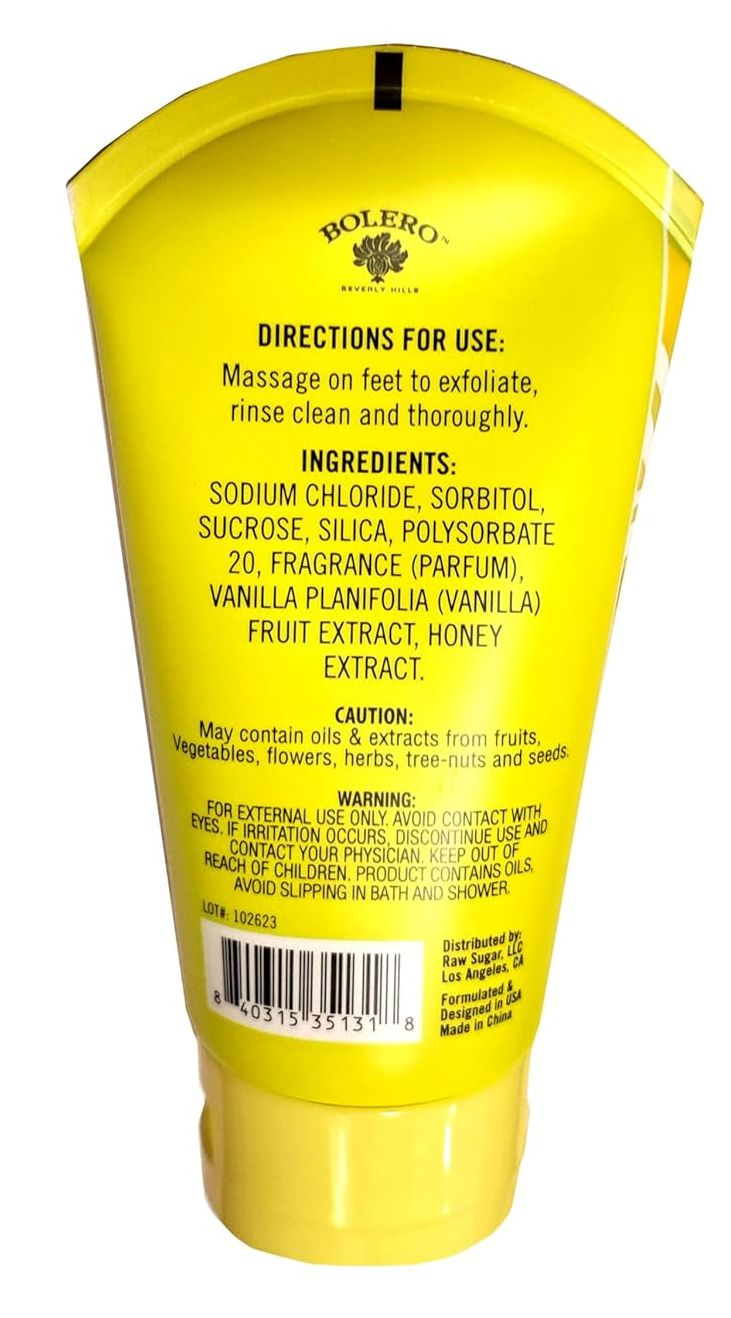 BOLERO™
BEVERLY HILLS
DIRECTIONS FOR USE:
Massage on feet to exfoliate,
rinse clean and thoroughly.
INGREDIENTS:
SODIUM CHLORIDE, SORBITOL,
SUCROSE, SILICA, POLYSORBATE
20, FRAGRANCE (PARFUM),
VANILLA PLANIFOLIA (VANILLA)
FRUIT EXTRACT, HONEY
EXTRACT.
CAUTION:
May contain oils & extracts from fruits,
Vegetables, flowers, herbs, tree-nuts and seeds.
WARNING:
FOR EXTERNAL USE ONLY. AVOID CONTACT WITH
EYES. IF IRRITATION OCCURS, DISCONTINUE USE AND
CONTACT YOUR PHYSICIAN. KEEP OUT OF
REACH OF CHILDREN. PRODUCT CONTAINS OILS,
AVOID SLIPPING IN BATH AND SHOWER.
LOT#: 102623
8 40315 35131 8
Distributed by:
Raw Sugar, LLC
Los Angeles, CA
Formulated &
Designed in USA
Made in China